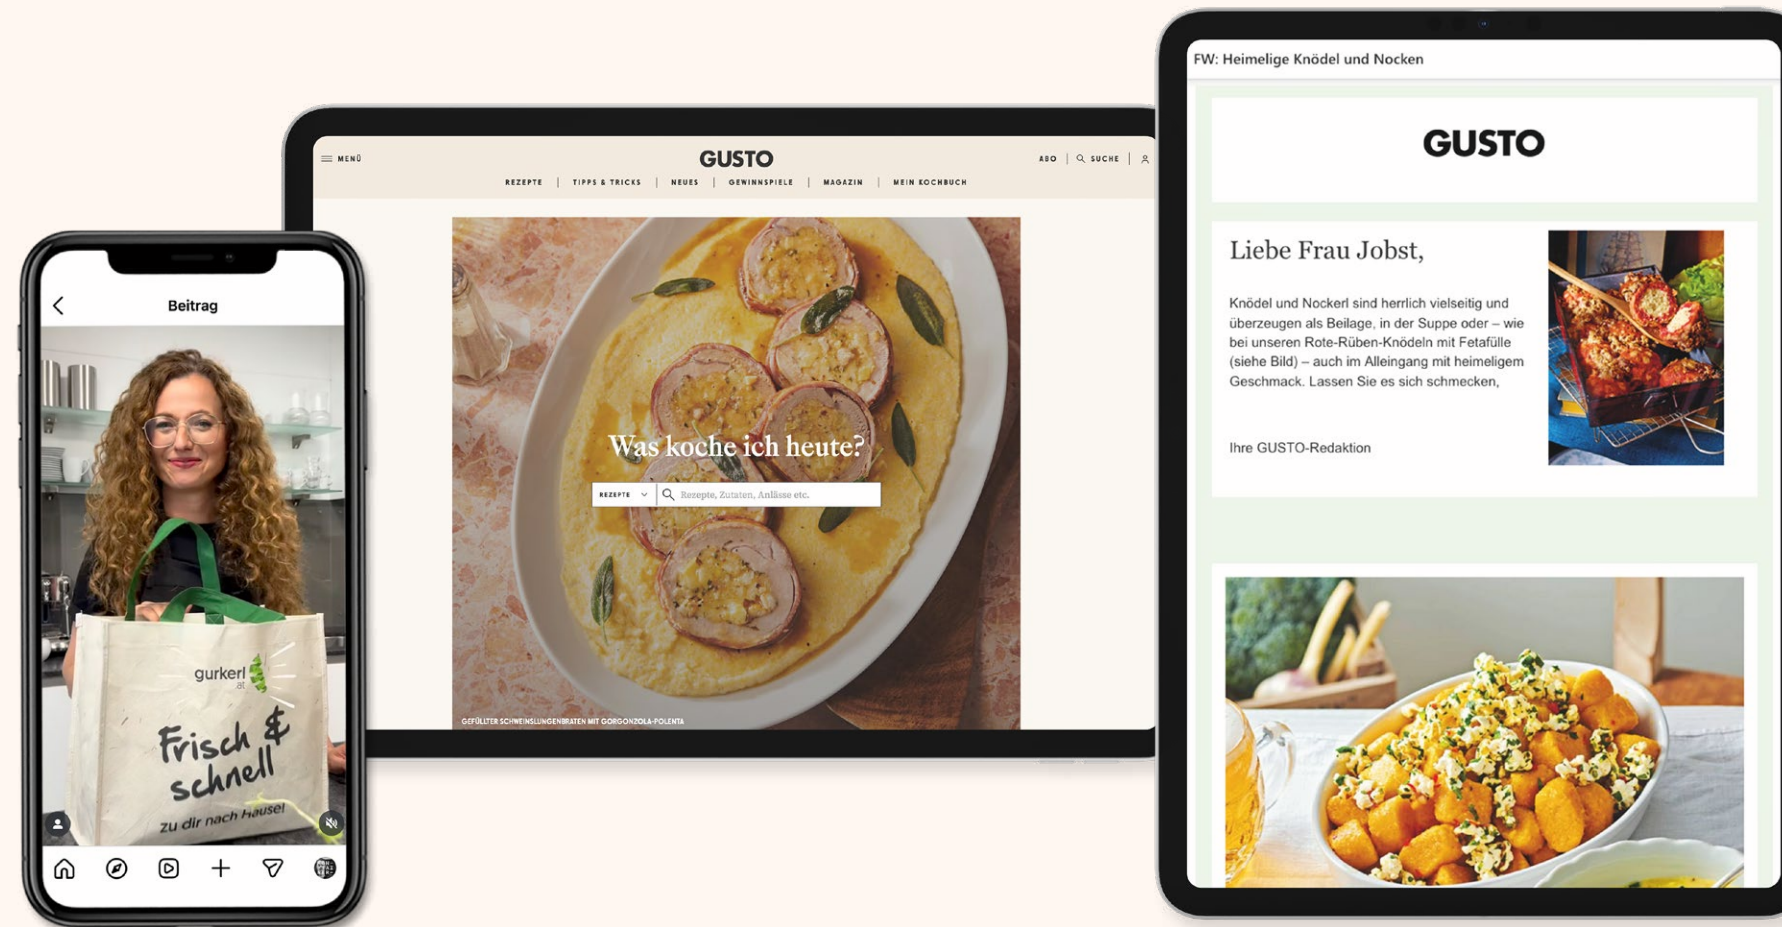 Beitrag
gurkerl
.at
Frisch &
schnell
zu dir nach Hause!
MENÜ
GUSTO
ABO | SUCHE |
REZEPTE | TIPPS & TRICKS | NEUES | GEWINNSPIELE | MAGAZIN | MEIN KOCHBUCH
Was koche ich heute?
REZEPTE Rezepte, Zutaten, Anlässe etc.
GEFÜLLTER SCHWEINSLUNGENBRATEN MIT GORGONZOLA-POLENTA
FW: Heimelige Knödel und Nocken
GUSTO
Liebe Frau Jobst,
Knödel und Nockerl sind herrlich vielseitig und
überzeugen als Beilage, in der Suppe oder – wie
bei unseren Rote-Rüben-Knödeln mit Fetafülle
(siehe Bild) – auch im Alleingang mit heimeligem
Geschmack. Lassen Sie es sich schmecken,
Ihre GUSTO-Redaktion